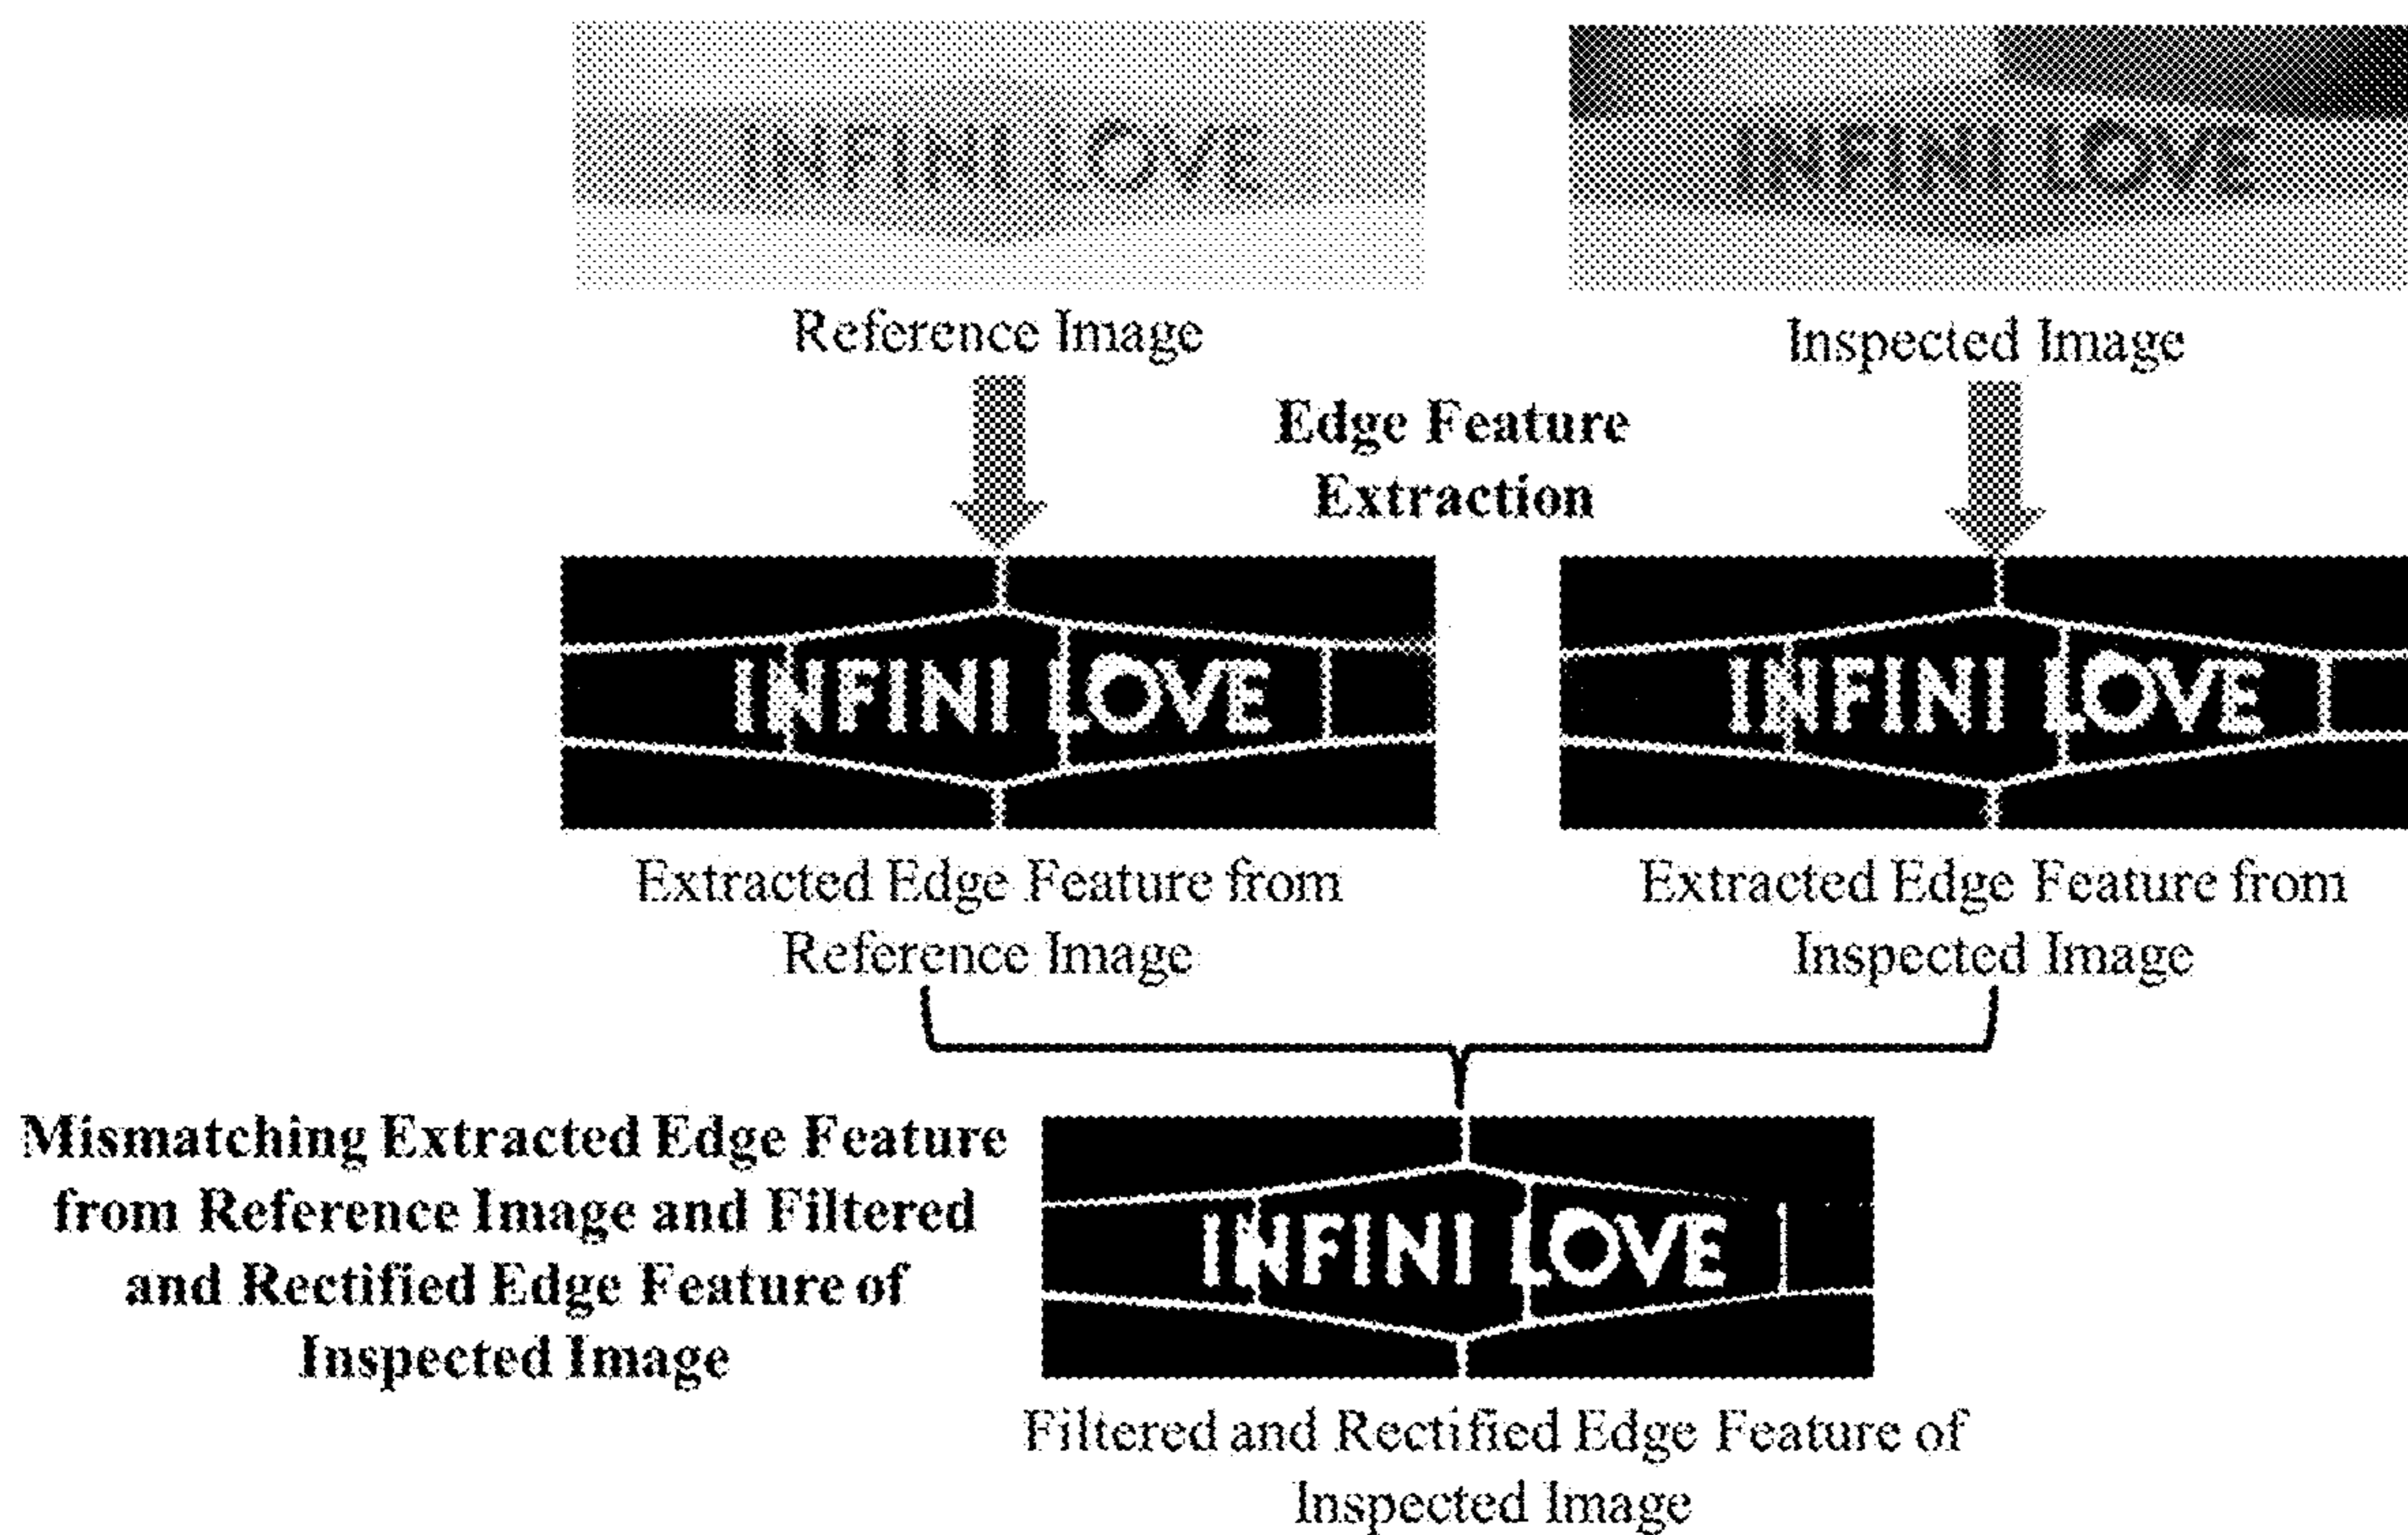 INFINI LOVE
INFINI LOVE
Reference Image
Inspected Image
Edge Feature
Extraction
INFINI LOVE
INFINI LOVE
Extracted Edge Feature from
Reference Image
Extracted Edge Feature from
Inspected Image
Mismatching Extracted Edge Feature
from Reference Image and Filtered
and Rectified Edge Feature of
Inspected Image
INFINI LOVE
Filtered and Rectified Edge Feature of
Inspected Image